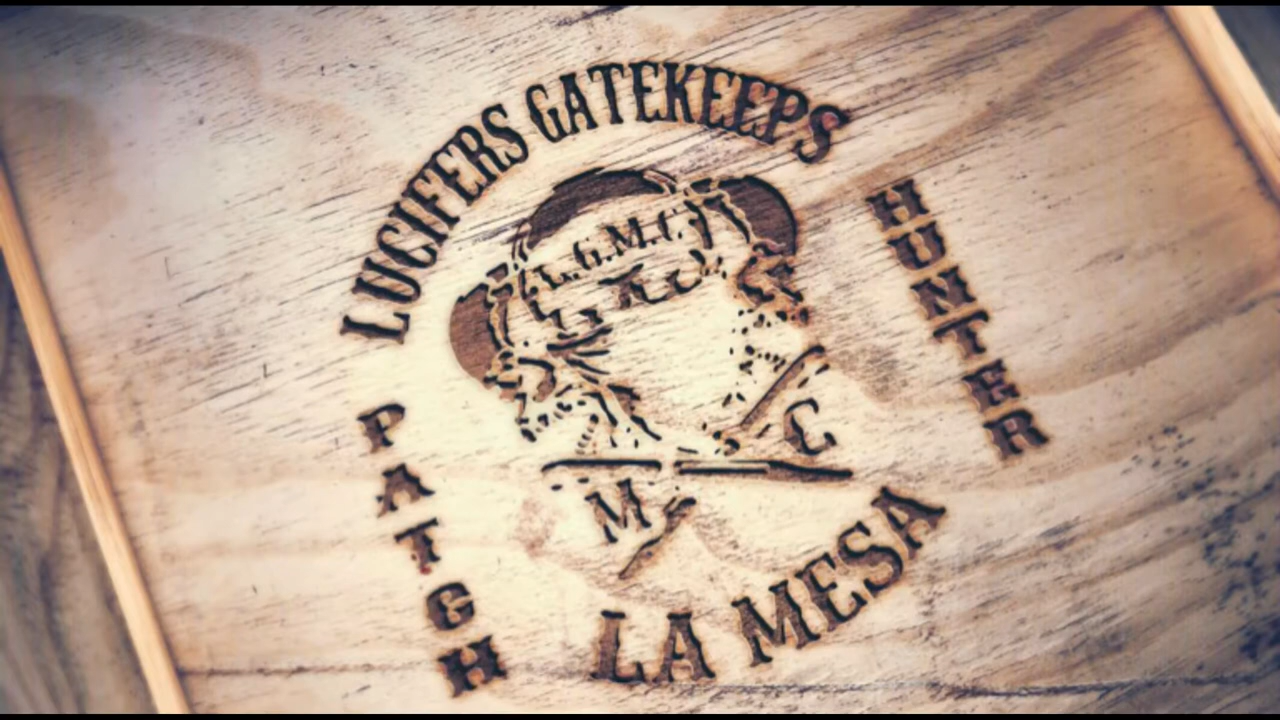 LUCIFERS GATEKEEPS
L.G.M.C.
PATCH
HUNTER
M C
LA MESA